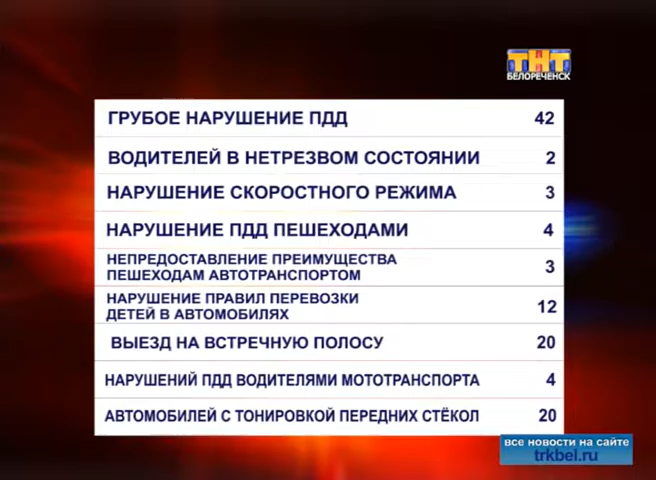 ТНТ
БЕЛОРЕЧЕНСК
ГРУБОЕ НАРУШЕНИЕ ПДД 42
ВОДИТЕЛЕЙ В НЕТРЕЗВОМ СОСТОЯНИИ 2
НАРУШЕНИЕ СКОРОСТНОГО РЕЖИМА 3
НАРУШЕНИЕ ПДД ПЕШЕХОДАМИ 4
НЕПРЕДОСТАВЛЕНИЕ ПРЕИМУЩЕСТВА
ПЕШЕХОДАМ АВТОТРАНСПОРТОМ 3
НАРУШЕНИЕ ПРАВИЛ ПЕРЕВОЗКИ
ДЕТЕЙ В АВТОМОБИЛЯХ 12
ВЫЕЗД НА ВСТРЕЧНУЮ ПОЛОСУ 20
НАРУШЕНИЙ ПДД ВОДИТЕЛЯМИ МОТОТРАНСПОРТА 4
АВТОМОБИЛЕЙ С ТОНИРОВКОЙ ПЕРЕДНИХ СТЁКОЛ 20
все новости на сайте
trkbel.ru